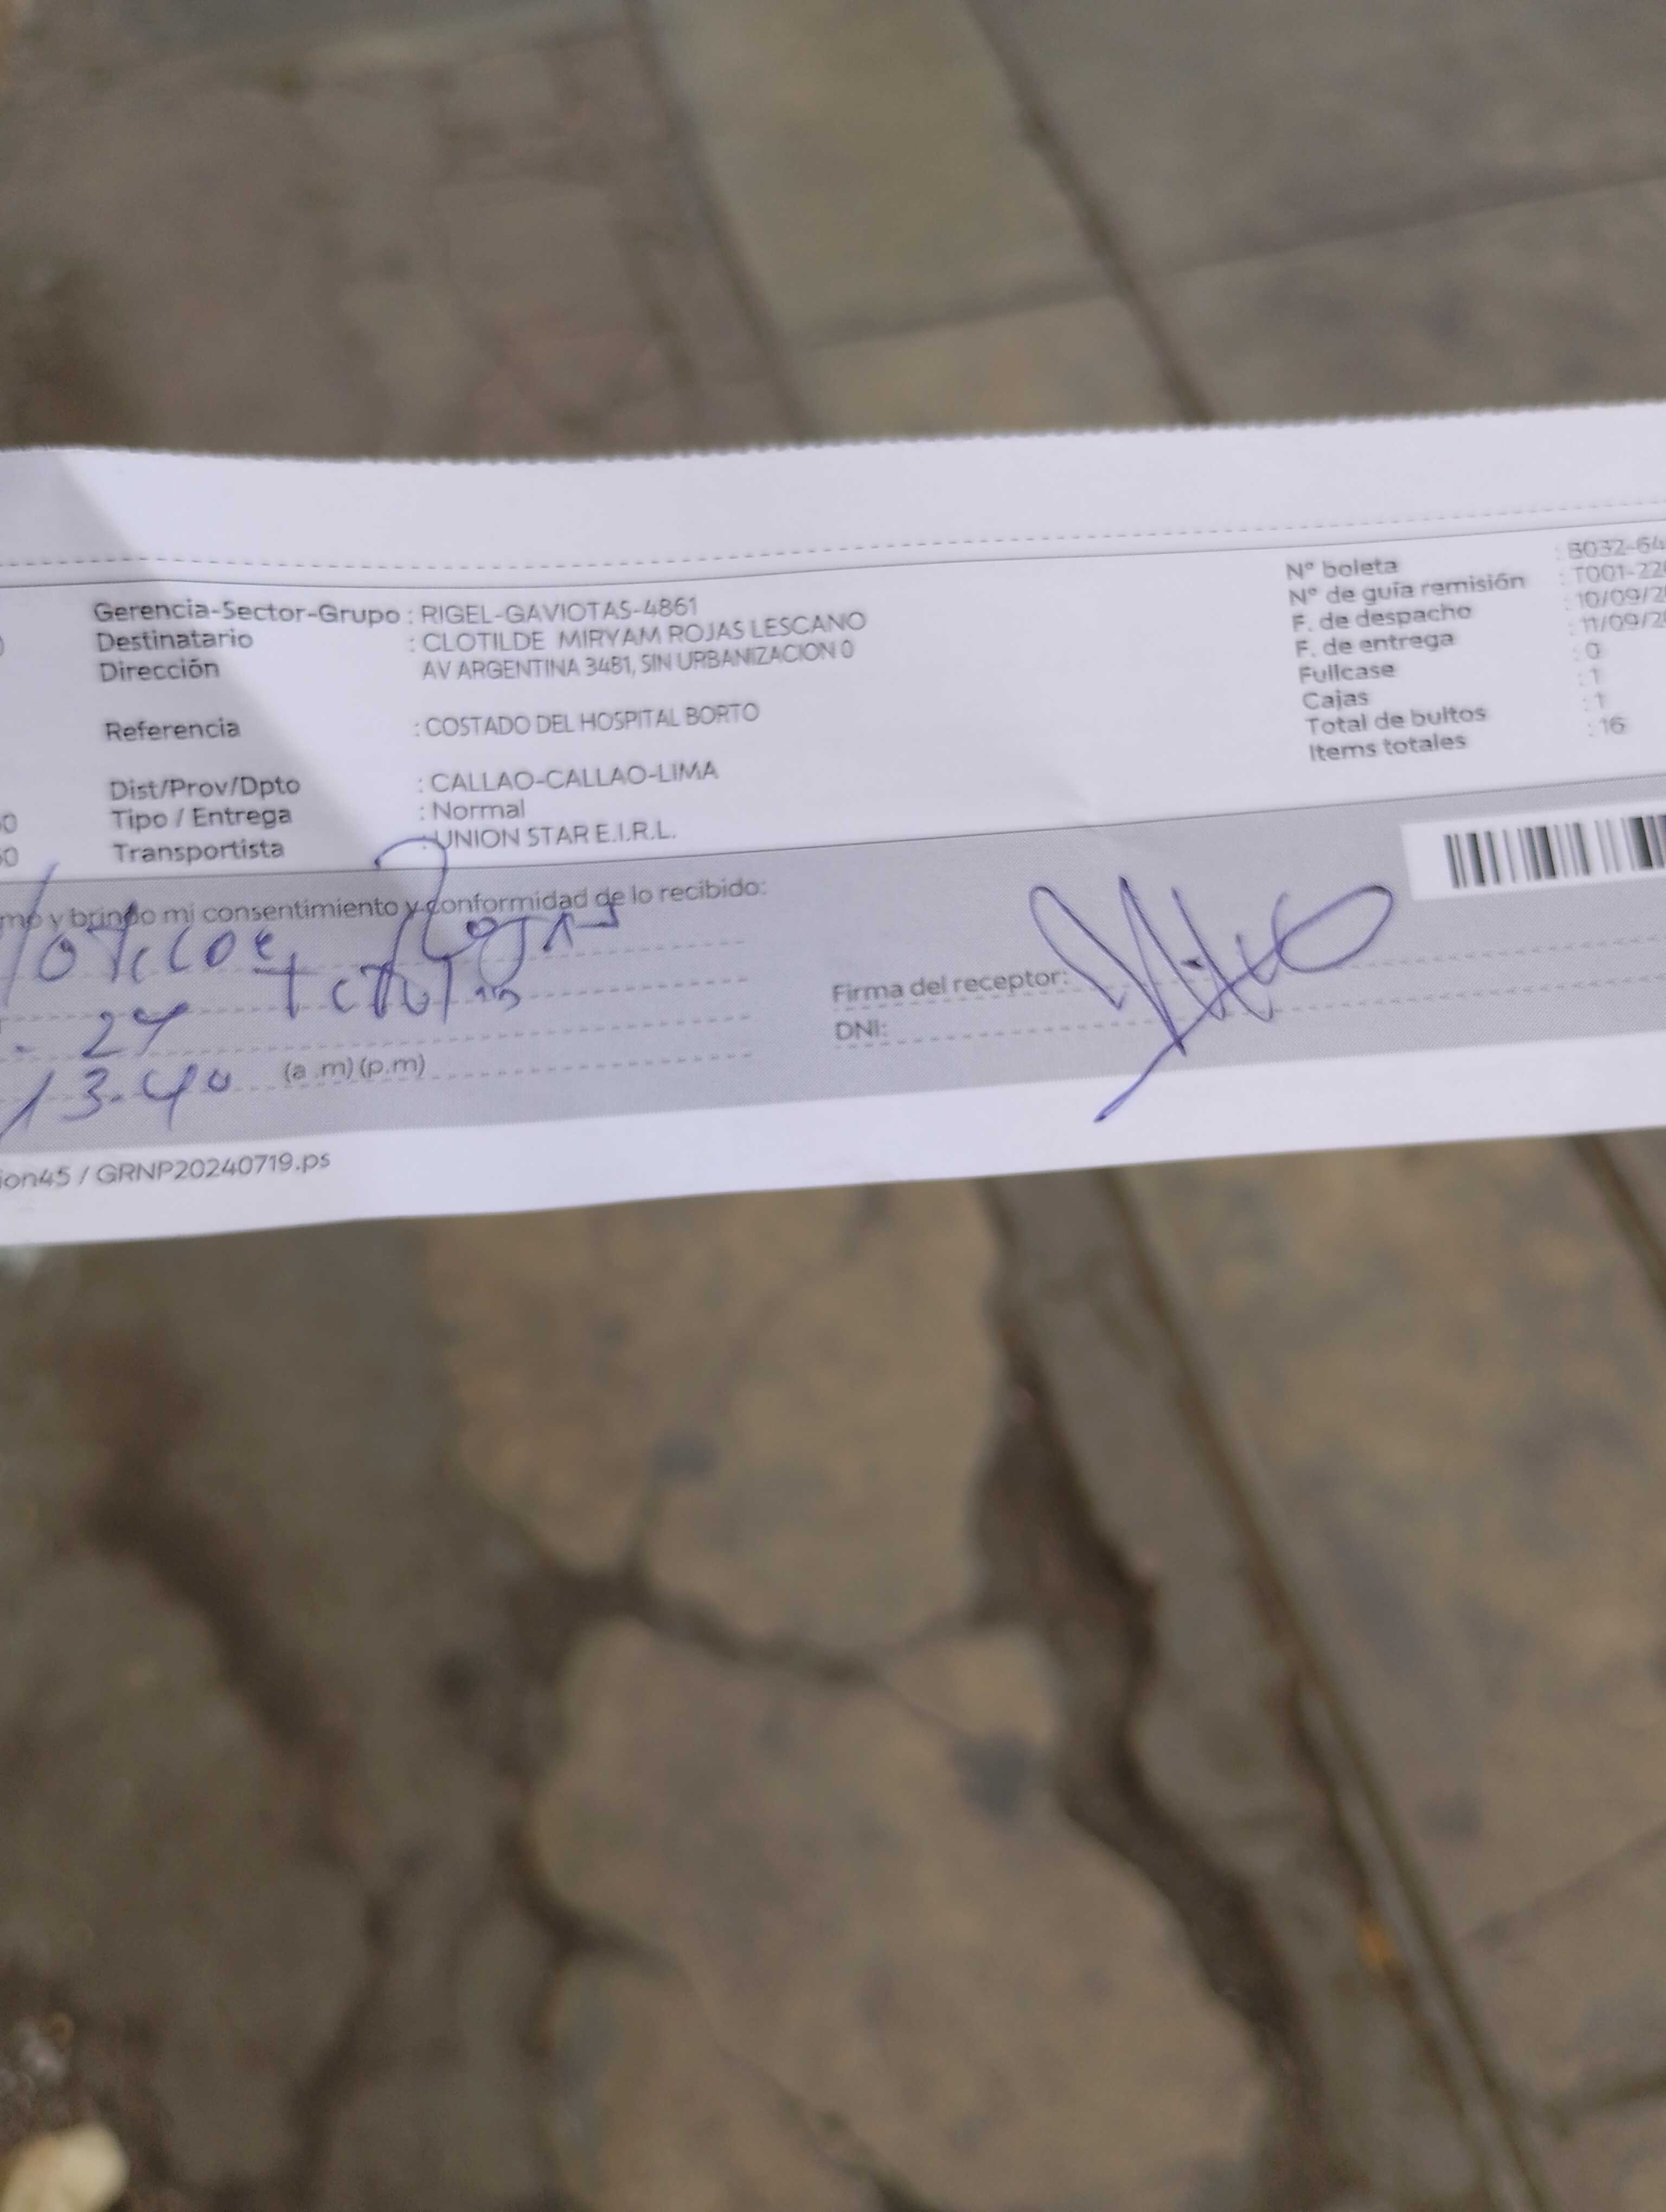 Nº boleta : B032-64
Nº de guía remisión : T001-22
F. de despacho : 10/09/2
F. de entrega : 11/09/2
Fullcase : 0
Cajas : 1
Total de bultos : 1
Items totales : 16
Gerencia-Sector-Grupo : RIGEL-GAVIOTAS-4861
Destinatario : CLOTILDE MIRYAM ROJAS LESCANO
Dirección AV ARGENTINA 3481, SIN URBANIZACION 0
Referencia : COSTADO DEL HOSPITAL BORTO
Dist/Prov/Dpto : CALLAO-CALLAO-LIMA
Tipo / Entrega : Normal
Transportista : UNION STAR E.I.R.L.
mo y brindo mi consentimiento y conformidad de lo recibido:
Rojas
24
13-40 (a .m) (p.m)
Firma del receptor:
DNI:
ion45 / GRNP20240719.ps